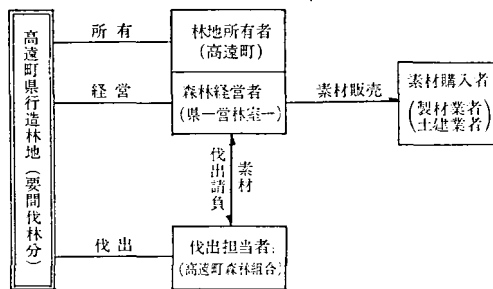 高遠町県行造林地(要間伐林分)
所有
林地所有者
(高遠町)
経営
森林経営者
(県一営林室一)
素材販売
素材購入者
(製材業者
土建業者)
伐出請負
素材
伐出
伐出担当者
(高遠町森林組合)